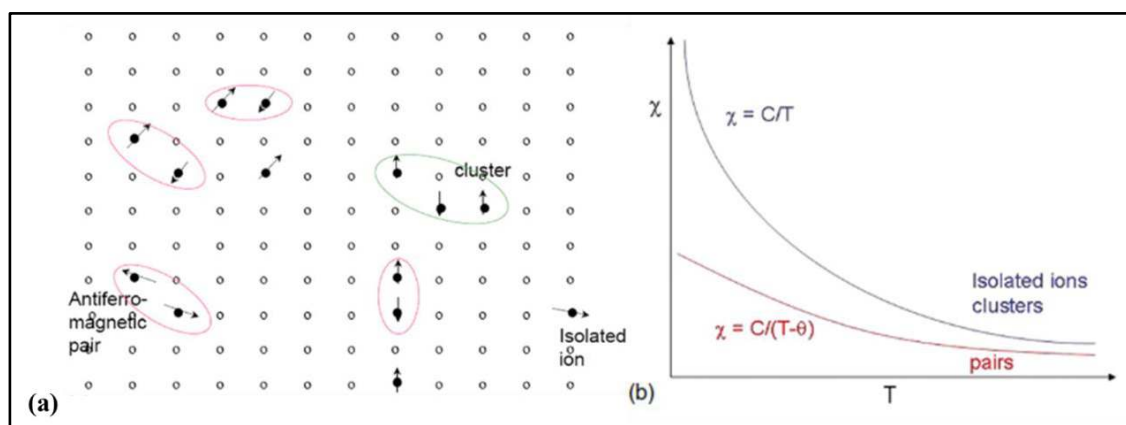 cluster
Antiferro-
magnetic
pair
Isolated
ion
(a)
χ
χ = C/T
Isolated ions
clusters
χ = C/(T-θ)
pairs
(b)
T